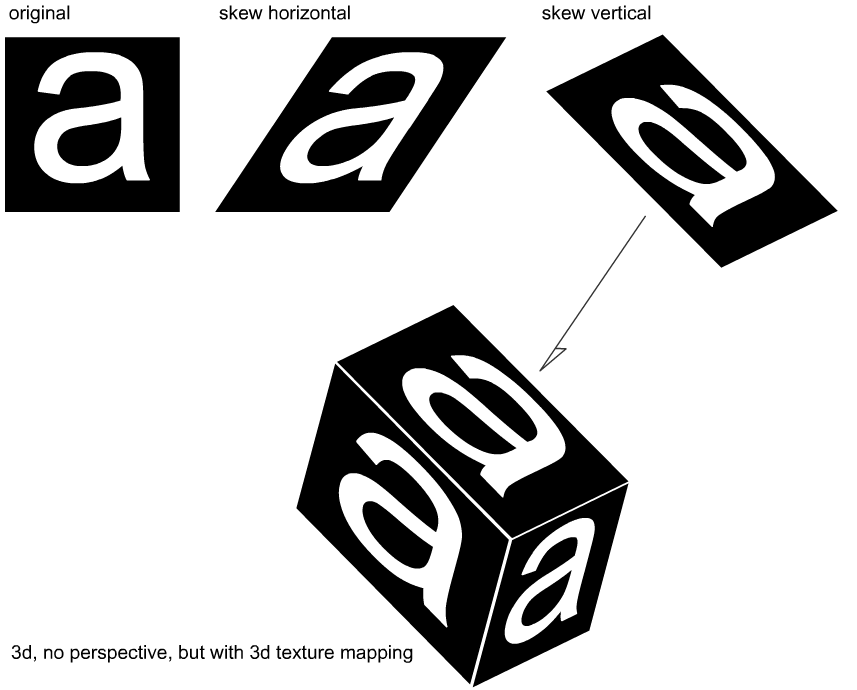 original
skew horizontal
skew vertical
a
a
a
a
a
a
3d, no perspective, but with 3d texture mapping